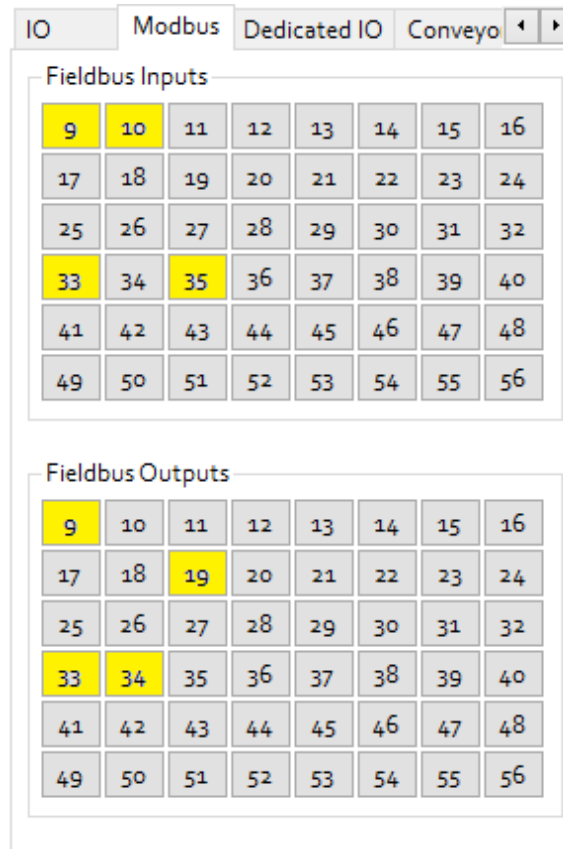 IO Modbus Dedicated IO Conveyo
Fieldbus Inputs
9 10 11 12 13 14 15 16
17 18 19 20 21 22 23 24
25 26 27 28 29 30 31 32
33 34 35 36 37 38 39 40
41 42 43 44 45 46 47 48
49 50 51 52 53 54 55 56
Fieldbus Outputs
9 10 11 12 13 14 15 16
17 18 19 20 21 22 23 24
25 26 27 28 29 30 31 32
33 34 35 36 37 38 39 40
41 42 43 44 45 46 47 48
49 50 51 52 53 54 55 56